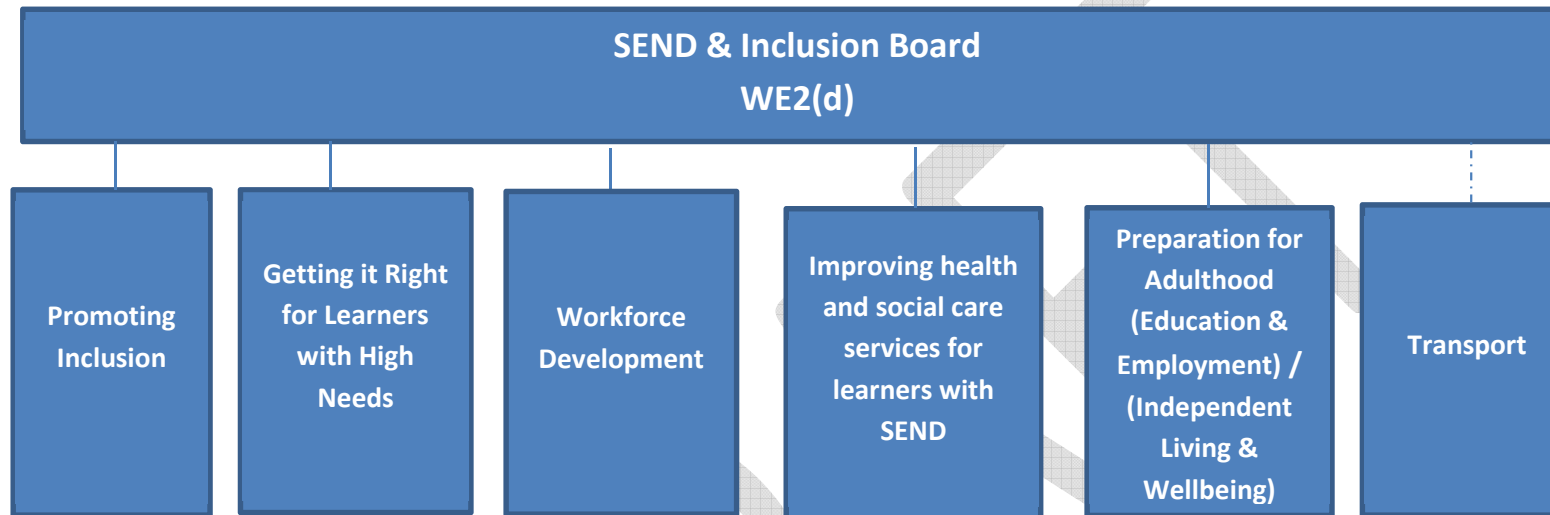 SEND & Inclusion Board
WE2(d)
Promoting
Inclusion
Getting it Right
for Learners
with High
Needs
Workforce
Development
Improving health
and social care
services for
learners with
SEND
Preparation for
Adulthood
(Education &
Employment) /
(Independent
Living &
Wellbeing)
Transport